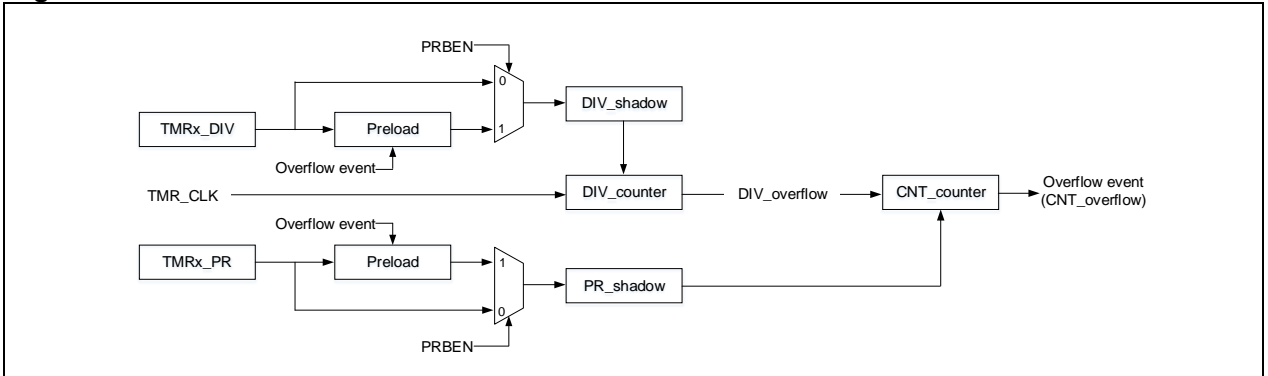 PRBEN
0
DIV_shadow
TMRx_DIV
Preload
1
Overflow event
TMR_CLK
DIV_counter
DIV_overflow
CNT_counter
Overflow event
(CNT_overflow)
Overflow event
TMRx_PR
Preload
1
PR_shadow
0
PRBEN